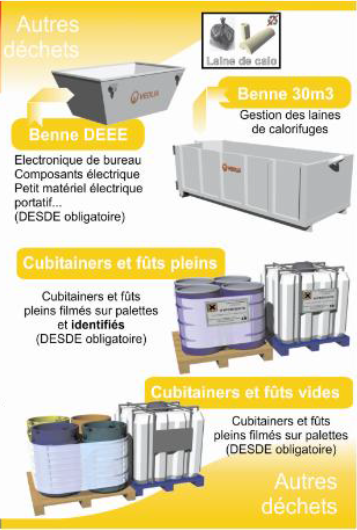 Autres
déchets
Laine de calo
VEOLIA
Benne DEEE
Electronique de bureau
Composants électrique
Petit matériel électrique
portatif...
(DESDE obligatoire)
Benne 30m3
Gestion des laines
de calorifuges
VEOLIA
Cubitainers et fûts pleins
Cubitainers et fûts
pleins filmés sur palettes
et identifiés
(DESDE obligatoire)
Cubitainers et fûts vides
Cubitainers et fûts
pleins filmés sur palettes
(DESDE obligatoire)
Autres
déchets